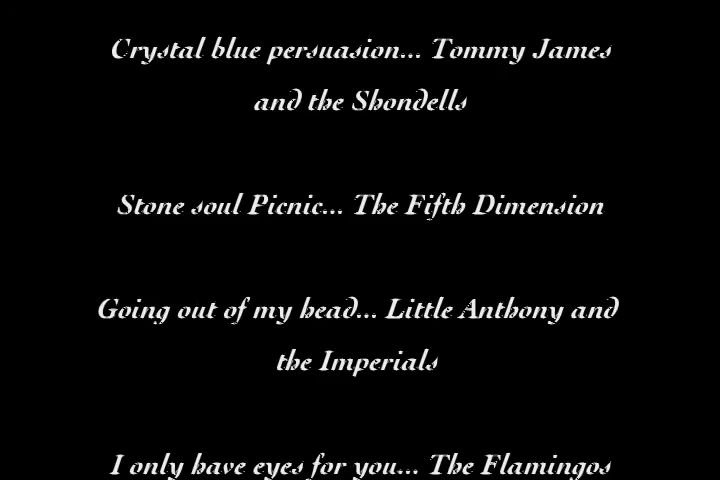 Crystal blue persuasion... Tommy James
and the Shondells
Stone soul Picnic... The Fifth Dimension
Going out of my head... Little Anthony and
the Imperials
I only have eyes for you... The Flamingos